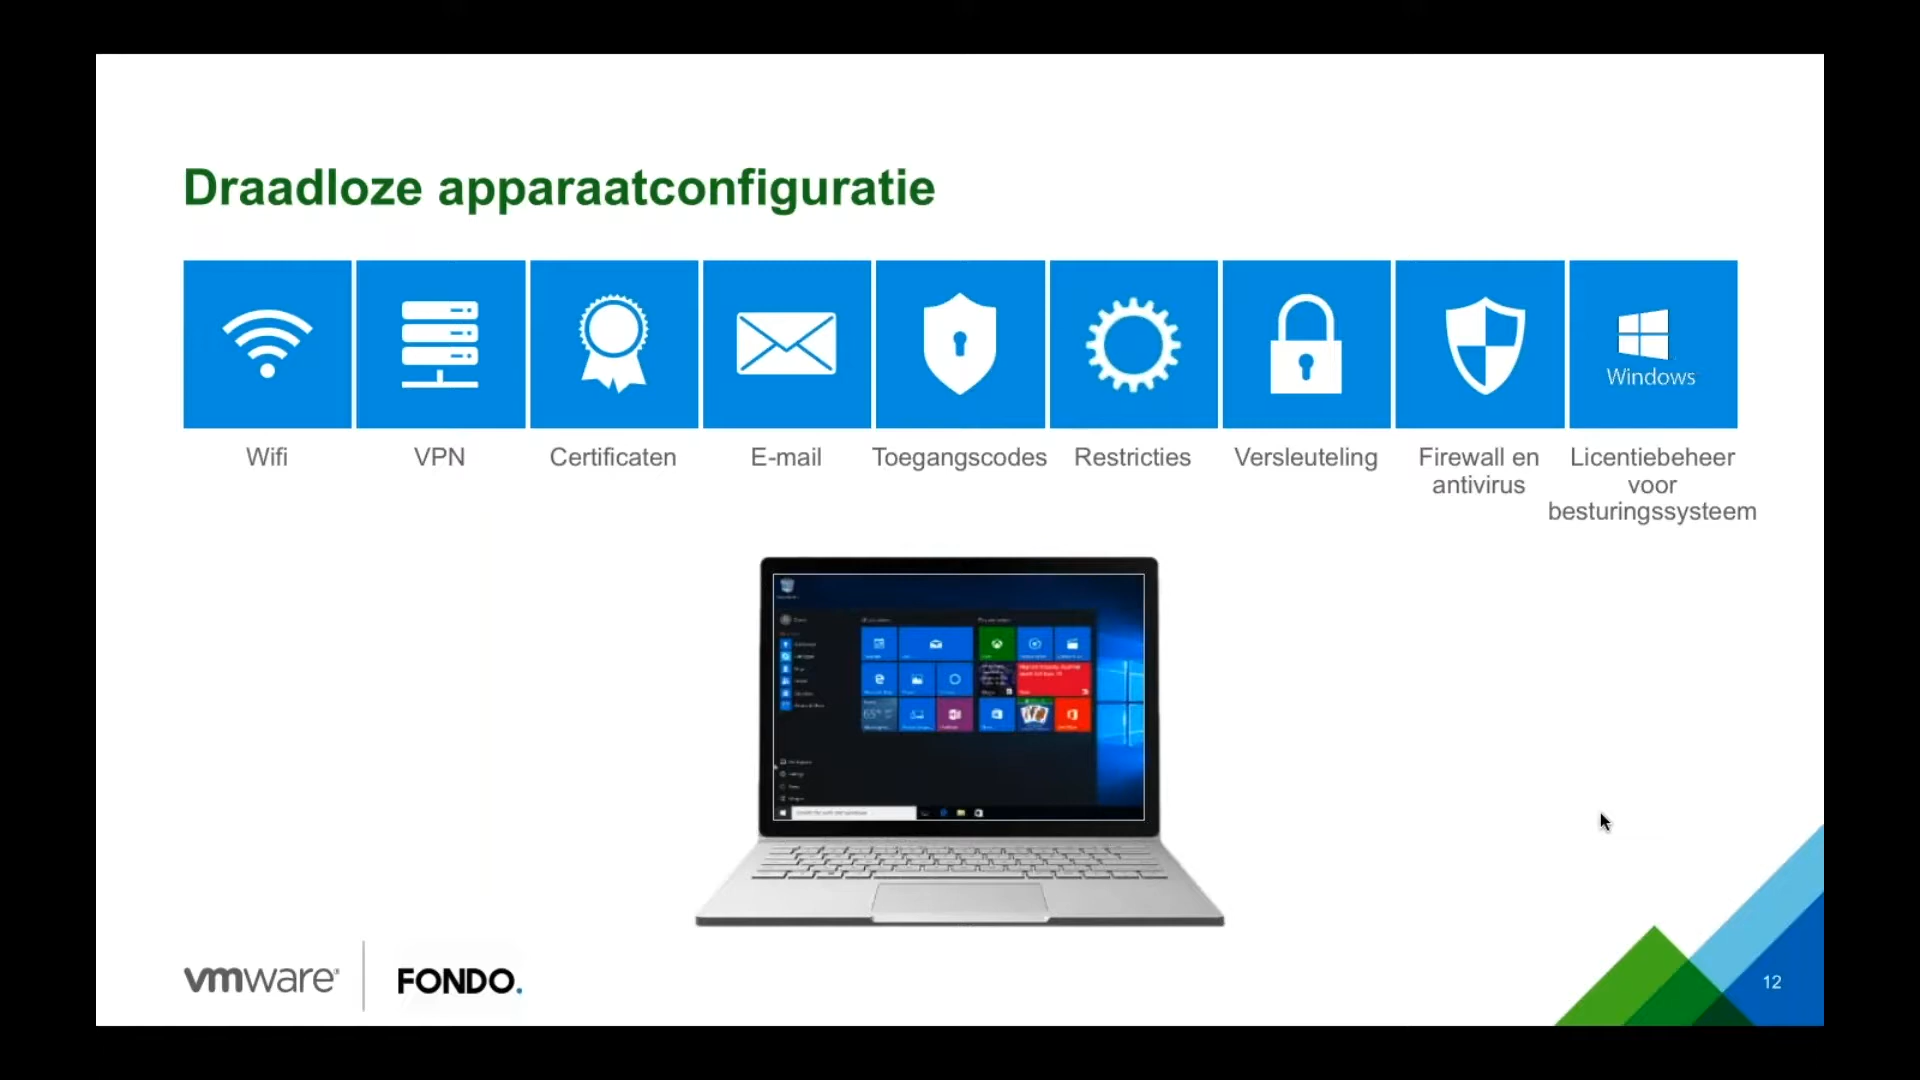 Draadloze apparaatconfiguratie
Windows
Wifi
VPN
Certificaten
E-mail
Toegangscodes
Restricties
Versleuteling
Firewall en
antivirus
Licentiebeheer
voor
besturingssysteem
vmware
FONDO.
12